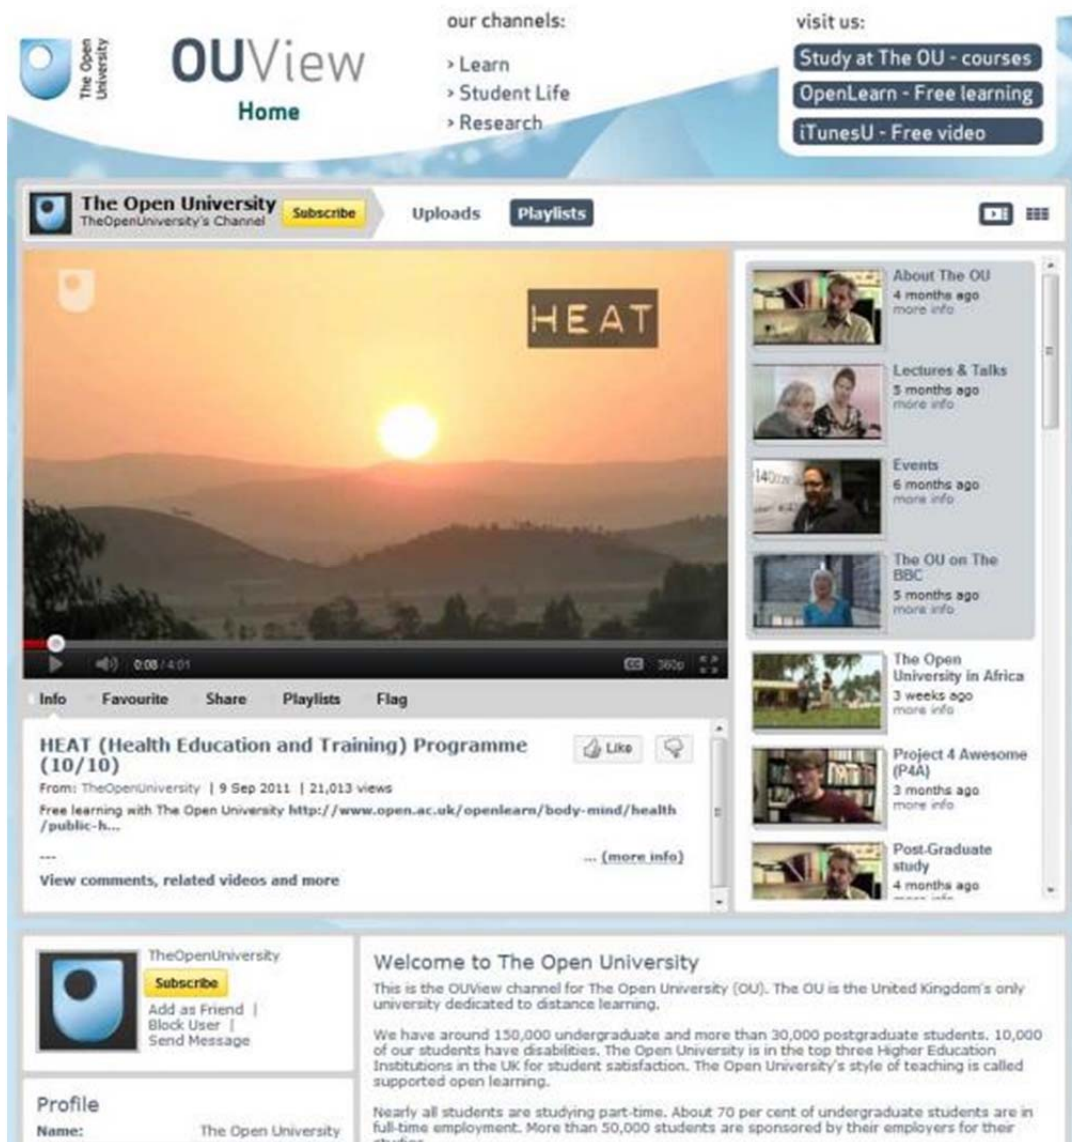 The Open
University
OUView
Home
our channels:
› Learn
› Student Life
› Research
visit us:
Study at The OU - courses
OpenLearn - Free learning
iTunesU - Free video
The Open University
TheOpenUniversity's Channel
Subscribe
Uploads
Playlists
HEAT
0:08 / 4:01
CC
360p
Info
Favourite
Share
Playlists
Flag
HEAT (Health Education and Training) Programme
(10/10)
Like
From: TheOpenUniversity | 9 Sep 2011 | 21,013 views
Free learning with The Open University http://www.open.ac.uk/openlearn/body-mind/health
/public-h...
---
... (more info)
View comments, related videos and more
About The OU
4 months ago
more info
Lectures & Talks
5 months ago
more info
140
Events
6 months ago
more info
The OU on The
BBC
5 months ago
more info
The Open
University in Africa
3 weeks ago
more info
Project 4 Awesome
(P4A)
3 months ago
more info
Post-Graduate
study
4 months ago
TheOpenUniversity
Subscribe
Add as Friend |
Block User |
Send Message
Profile
Name: The Open University
Welcome to The Open University
This is the OUView channel for The Open University (OU). The OU is the United Kingdom's only
university dedicated to distance learning.
We have around 150,000 undergraduate and more than 30,000 postgraduate students. 10,000
of our students have disabilities. The Open University is in the top three Higher Education
Institutions in the UK for student satisfaction. The Open University's style of teaching is called
supported open learning.
Nearly all students are studying part-time. About 70 per cent of undergraduate students are in
full-time employment. More than 50,000 students are sponsored by their employers for their